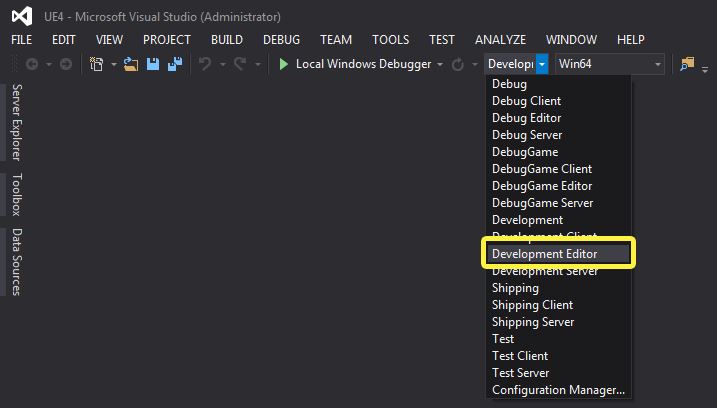 UE4 - Microsoft Visual Studio (Administrator)
FILE EDIT VIEW PROJECT BUILD DEBUG TEAM TOOLS TEST ANALYZE WINDOW HELP
Local Windows Debugger Develop Win64
Server Explorer
Toolbox
Data Sources
Debug
Debug Client
Debug Editor
Debug Server
DebugGame
DebugGame Client
DebugGame Editor
DebugGame Server
Development
Development Client
Development Editor
Development Server
Shipping
Shipping Client
Shipping Server
Test
Test Client
Test Server
Configuration Manager...